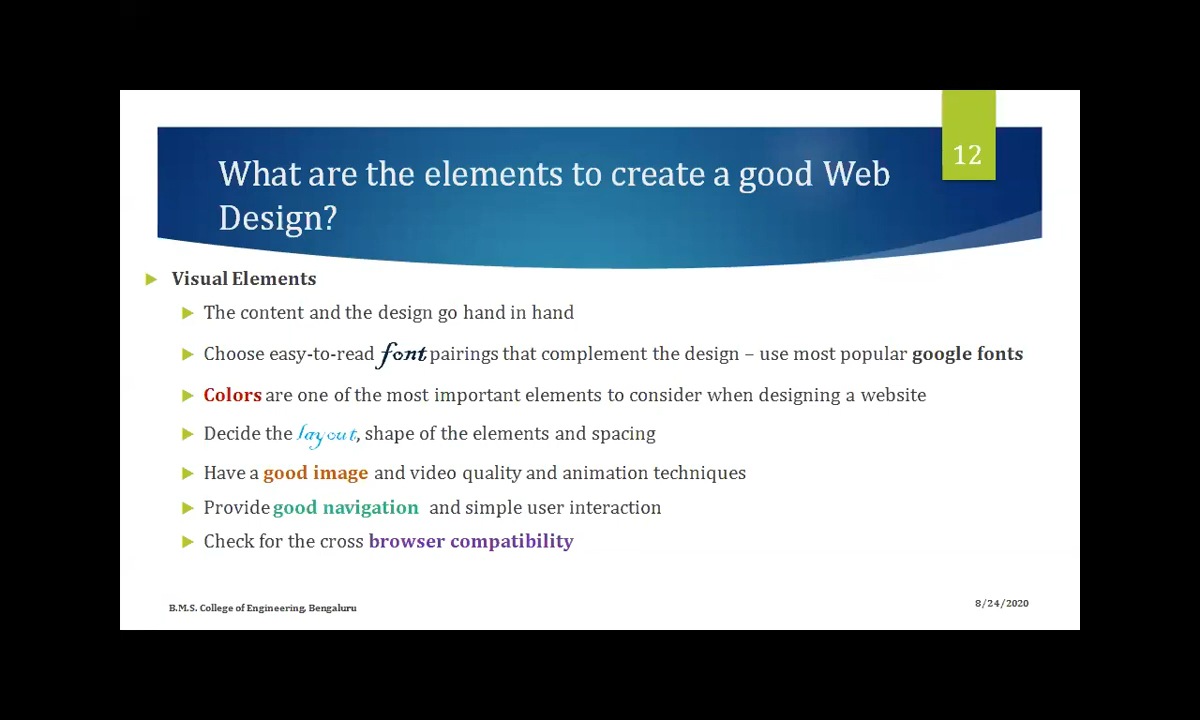 12
What are the elements to create a good Web
Design?
Visual Elements
The content and the design go hand in hand
Choose easy-to-read font pairings that complement the design – use most popular google fonts
Colors are one of the most important elements to consider when designing a website
Decide the layout, shape of the elements and spacing
Have a good image and video quality and animation techniques
Provide good navigation and simple user interaction
Check for the cross browser compatibility
B.M.S. College of Engineering, Bengaluru
8/24/2020